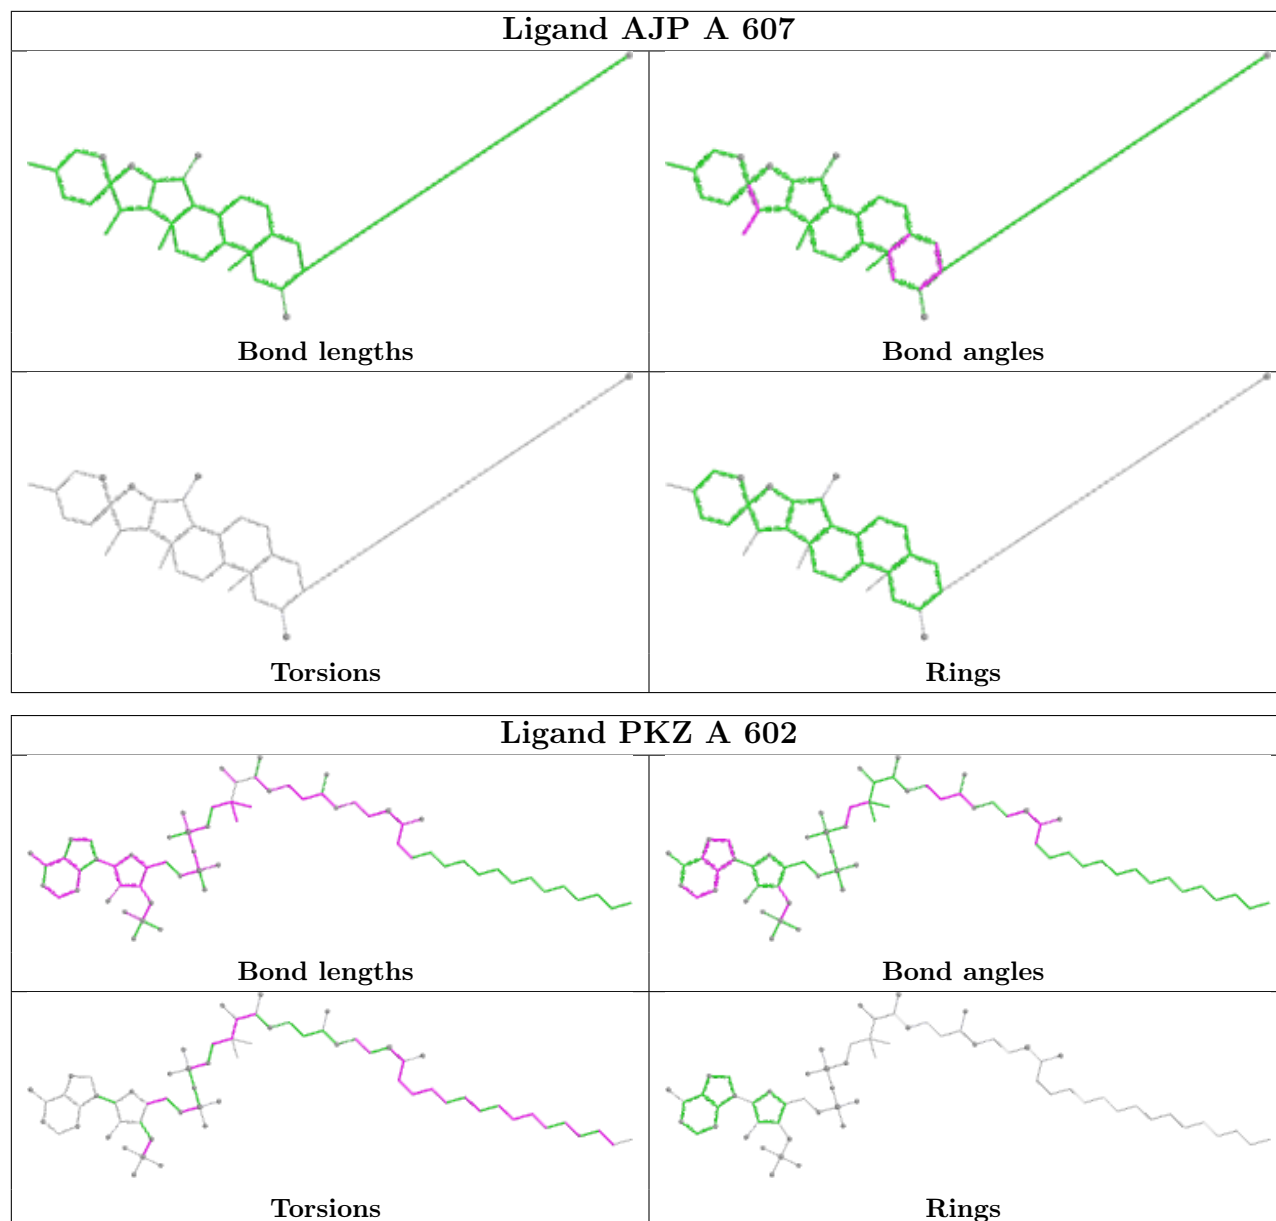 Ligand AJP A 607
Bond lengths
Bond angles
Torsions
Rings
Ligand PKZ A 602
Bond lengths
Bond angles
Torsions
Rings